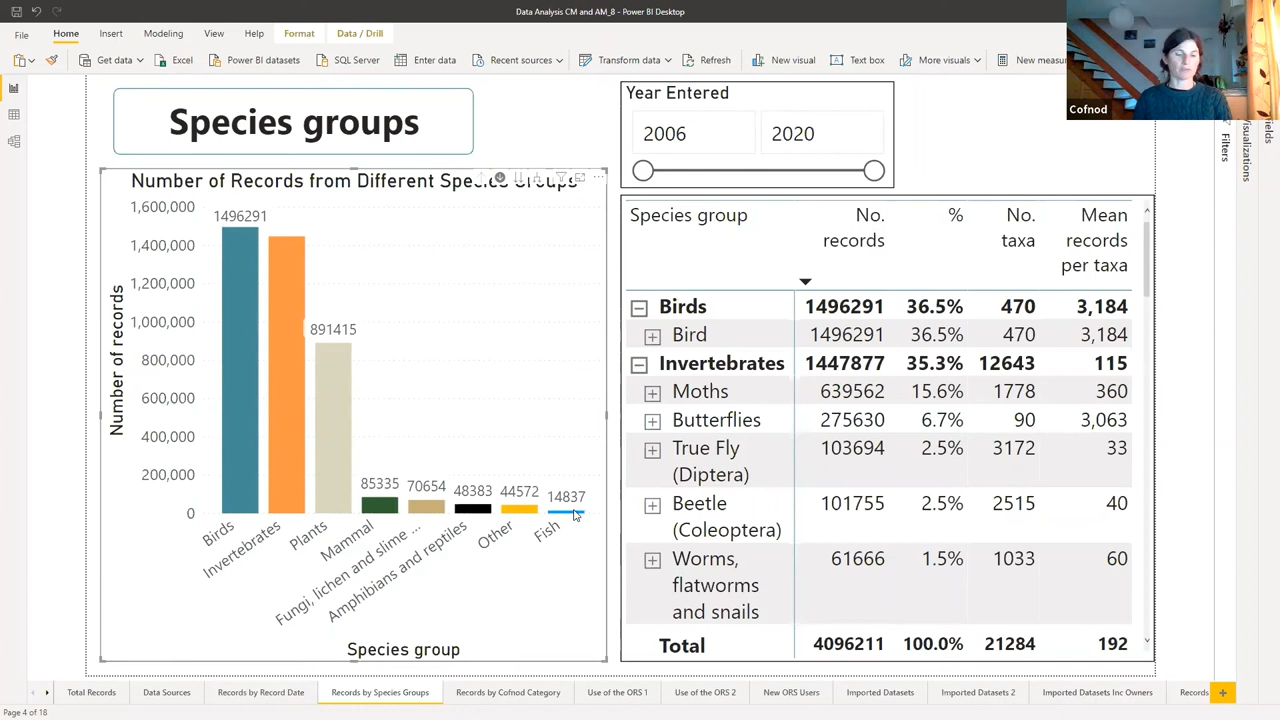 Data Analysis CM and AM_8 - Power BI Desktop
File Home Insert Modeling View Help Format Data / Drill
Get data Excel Power BI datasets SQL Server Enter data Recent sources Transform data Refresh New visual Text box More visuals New measu
Cofnod
Species groups
Year Entered
2006 2020
Filters
Visualizations
Fields
Number of Records from Different Species Groups
Number of records
1,600,000
1,400,000
1,200,000
1,000,000
800,000
600,000
400,000
200,000
0
1496291
891415
85335
70654
48383
44572
14837
Birds
Invertebrates
Plants
Mammal
Fungi, lichen and slime ...
Amphibians and reptiles
Other
Fish
Species group
Species group No. records % No. taxa Mean records per taxa
Birds 1496291 36.5% 470 3,184
Bird 1496291 36.5% 470 3,184
Invertebrates 1447877 35.3% 12643 115
Moths 639562 15.6% 1778 360
Butterflies 275630 6.7% 90 3,063
True Fly (Diptera) 103694 2.5% 3172 33
Beetle (Coleoptera) 101755 2.5% 2515 40
Worms, flatworms and snails 61666 1.5% 1033 60
Total 4096211 100.0% 21284 192
Total Records Data Sources Records by Record Date Records by Species Groups Records by Cofnod Category Use of the ORS 1 Use of the ORS 2 New ORS Users Imported Datasets Imported Datasets 2 Imported Datasets Inc Owners Records
Page 4 of 18